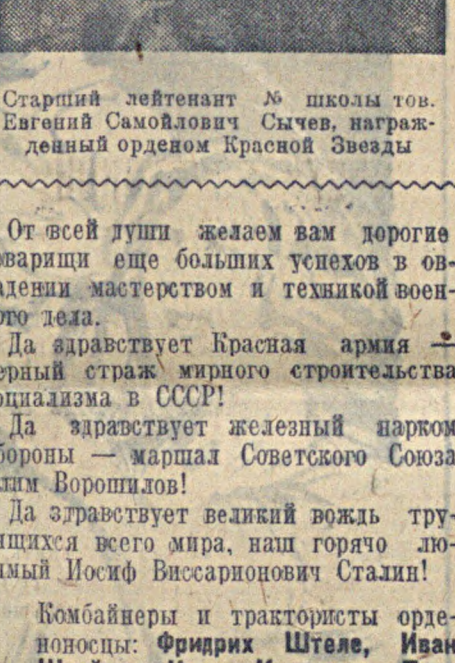 Старший лейтенант № школы тов.
Евгений Самойлович Сычев, награж-
денный орденом Красной Звезды
От всей души желаем вам дорогие
варищи еще больших успехов в ов-
адении мастерством и техникой воен-
ого дела.
Да здравствует Красная армия —
ерный страж мирного строительства
оциализма в СССР!
Да здравствует железный нарком
бороны — маршал Советского Союза
лим Ворошилов!
Да здравствует великий вождь тру-
ящихся всего мира, наш горячо лю-
имый Иосиф Виссарионович Сталин!
Комбайнеры и трактористы орде-
ноносцы: Фридрих Штеле, Иван